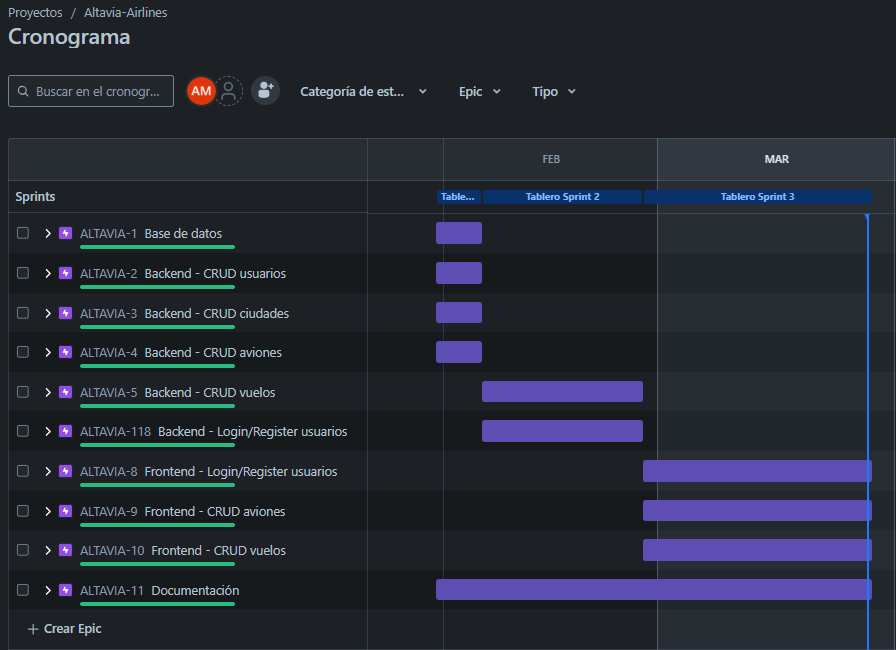 Proyectos / Altavia-Airlines
Cronograma
Buscar en el cronogr... AM Categoría de est... Epic Tipo
FEB MAR
Sprints Table... Tablero Sprint 2 Tablero Sprint 3
ALTAVIA-1 Base de datos
ALTAVIA-2 Backend - CRUD usuarios
ALTAVIA-3 Backend - CRUD ciudades
ALTAVIA-4 Backend - CRUD aviones
ALTAVIA-5 Backend - CRUD vuelos
ALTAVIA-118 Backend - Login/Register usuarios
ALTAVIA-8 Frontend - Login/Register usuarios
ALTAVIA-9 Frontend - CRUD aviones
ALTAVIA-10 Frontend - CRUD vuelos
ALTAVIA-11 Documentación
+ Crear Epic